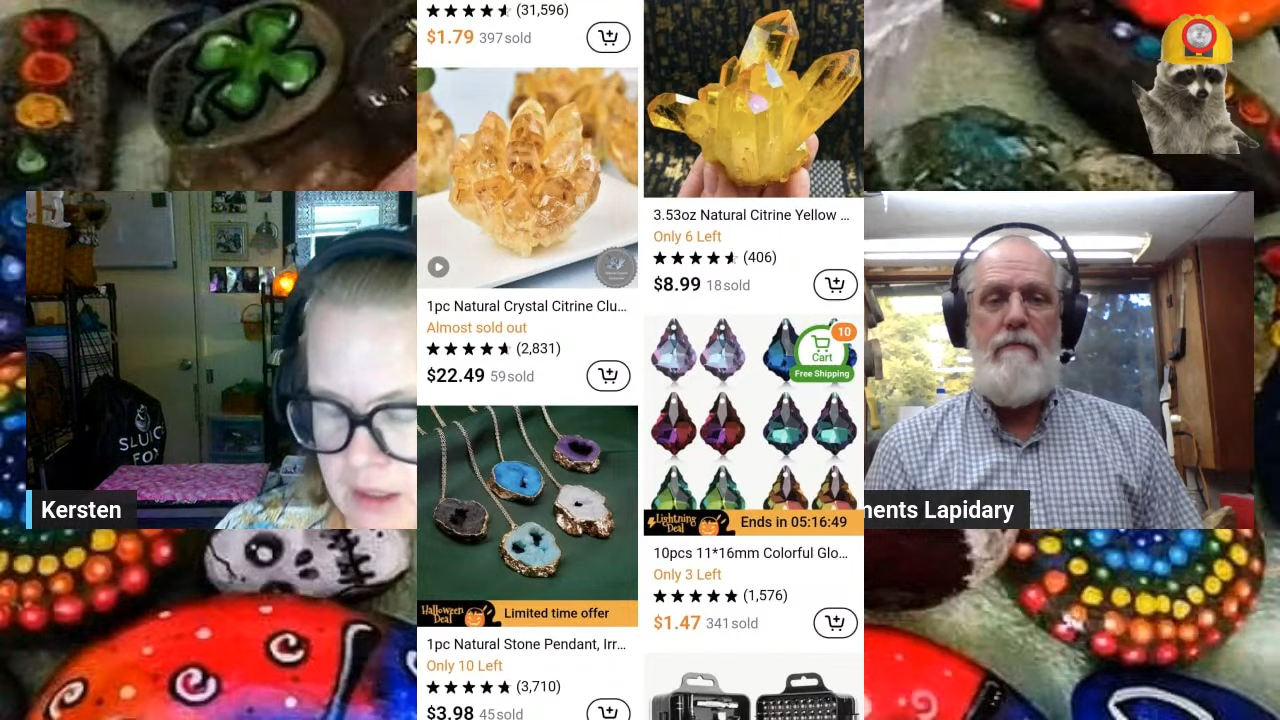 (31,596)
$1.79 397 sold
1pc Natural Crystal Citrine Clu...
Almost sold out
(2,831)
$22.49 59 sold
Halloween Deal
Limited time offer
1pc Natural Stone Pendant, Irr...
Only 10 Left
(3,710)
$3.98 45 sold
3.53oz Natural Citrine Yellow ...
Only 6 Left
(406)
$8.99 18 sold
10
Cart
Free Shipping
Lightning Deal
Ends in 05:16:49
10pcs 11*16mm Colorful Glo...
Only 3 Left
(1,576)
$1.47 341 sold
SLUICE
FOX
Kersten
ments Lapidary